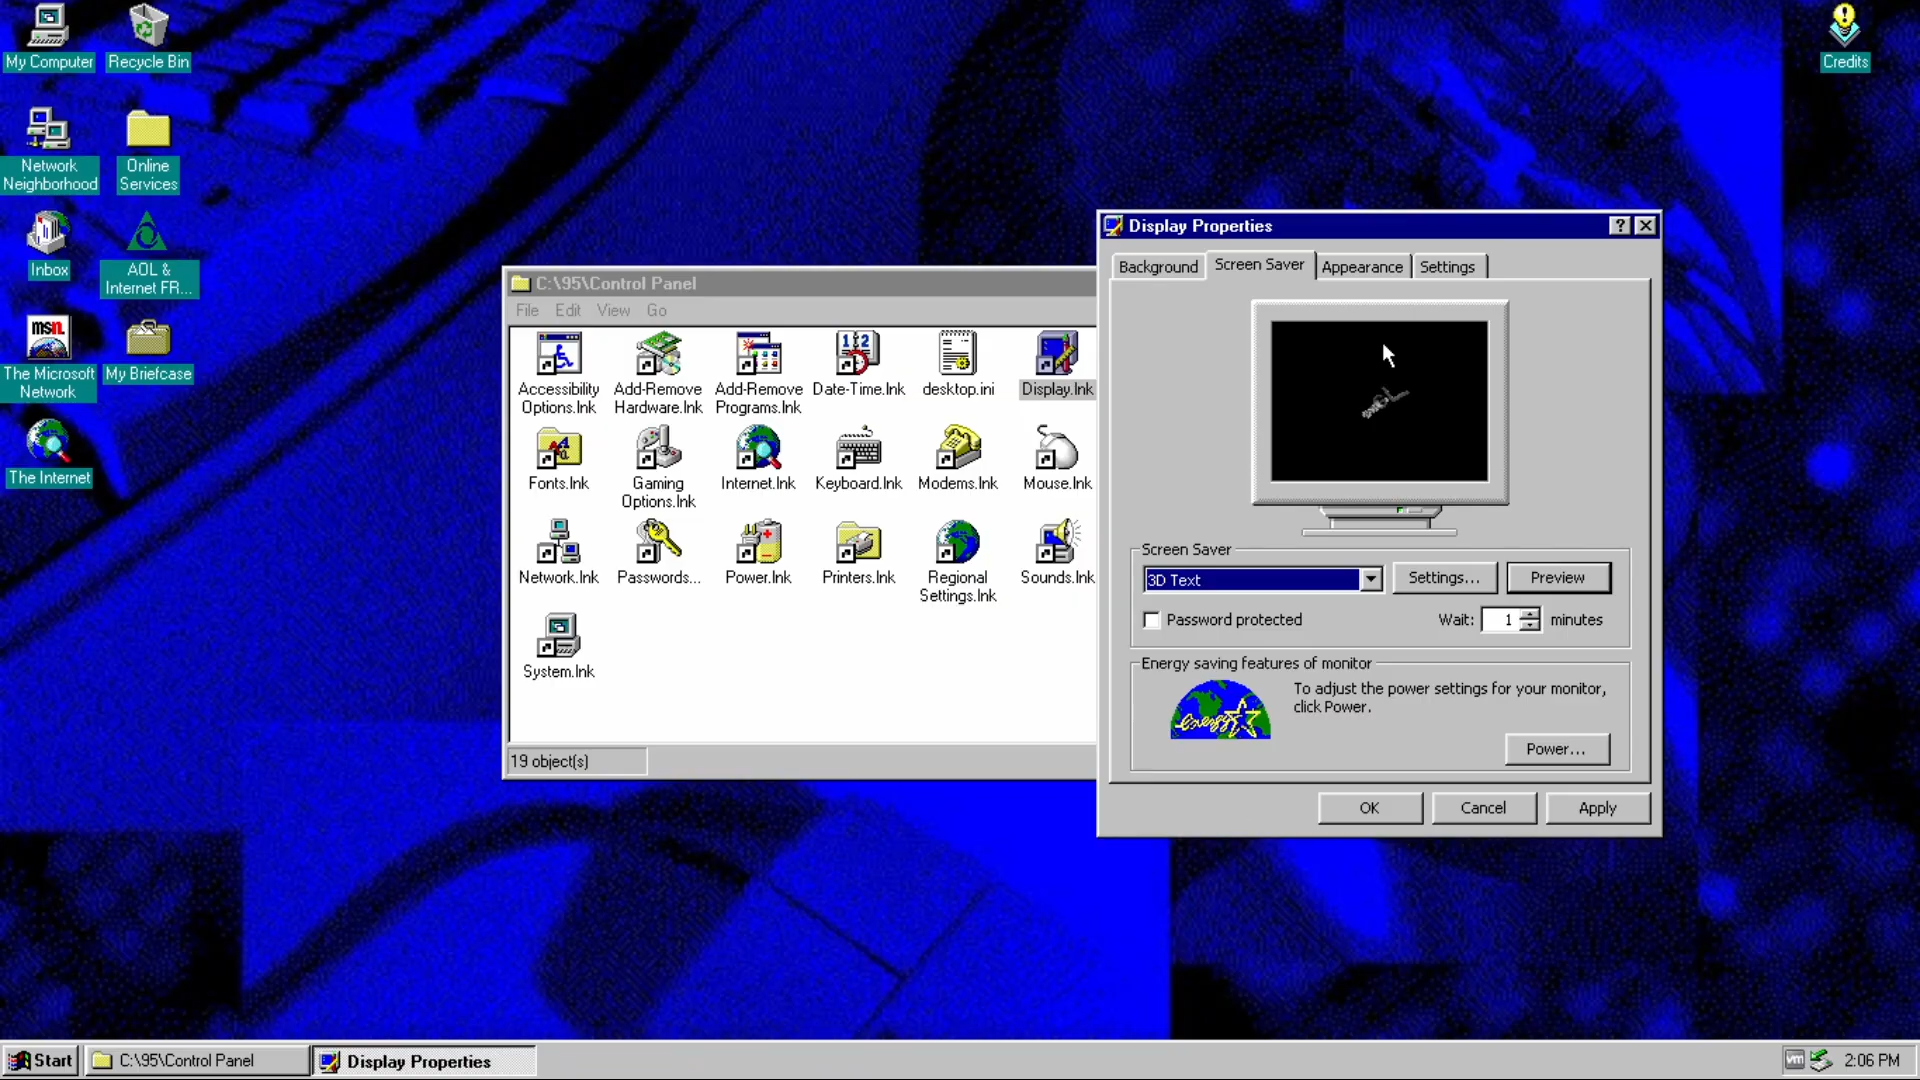 My Computer
Recycle Bin
Credits
Network
Neighborhood
Online
Services
Inbox
AOL &
Internet FR...
msn.
The Microsoft
Network
My Briefcase
The Internet
C:\95\Control Panel
File Edit View Go
Accessibility
Options.lnk
Add-Remove
Hardware.lnk
Add-Remove
Programs.lnk
12
Date-Time.lnk
desktop.ini
Display.lnk
Fonts.lnk
Gaming
Options.lnk
Internet.lnk
Keyboard.lnk
Modems.lnk
Mouse.lnk
Network.lnk
Passwords...
Power.lnk
Printers.lnk
Regional
Settings.lnk
Sounds.lnk
System.lnk
19 object(s)
Display Properties
Background Screen Saver Appearance Settings
Screen Saver
3D Text
Settings...
Preview
Password protected
Wait: 1 minutes
Energy saving features of monitor
energy
To adjust the power settings for your monitor,
click Power.
Power...
OK Cancel Apply
Start
C:\95\Control Panel
Display Properties
vm
2:06 PM